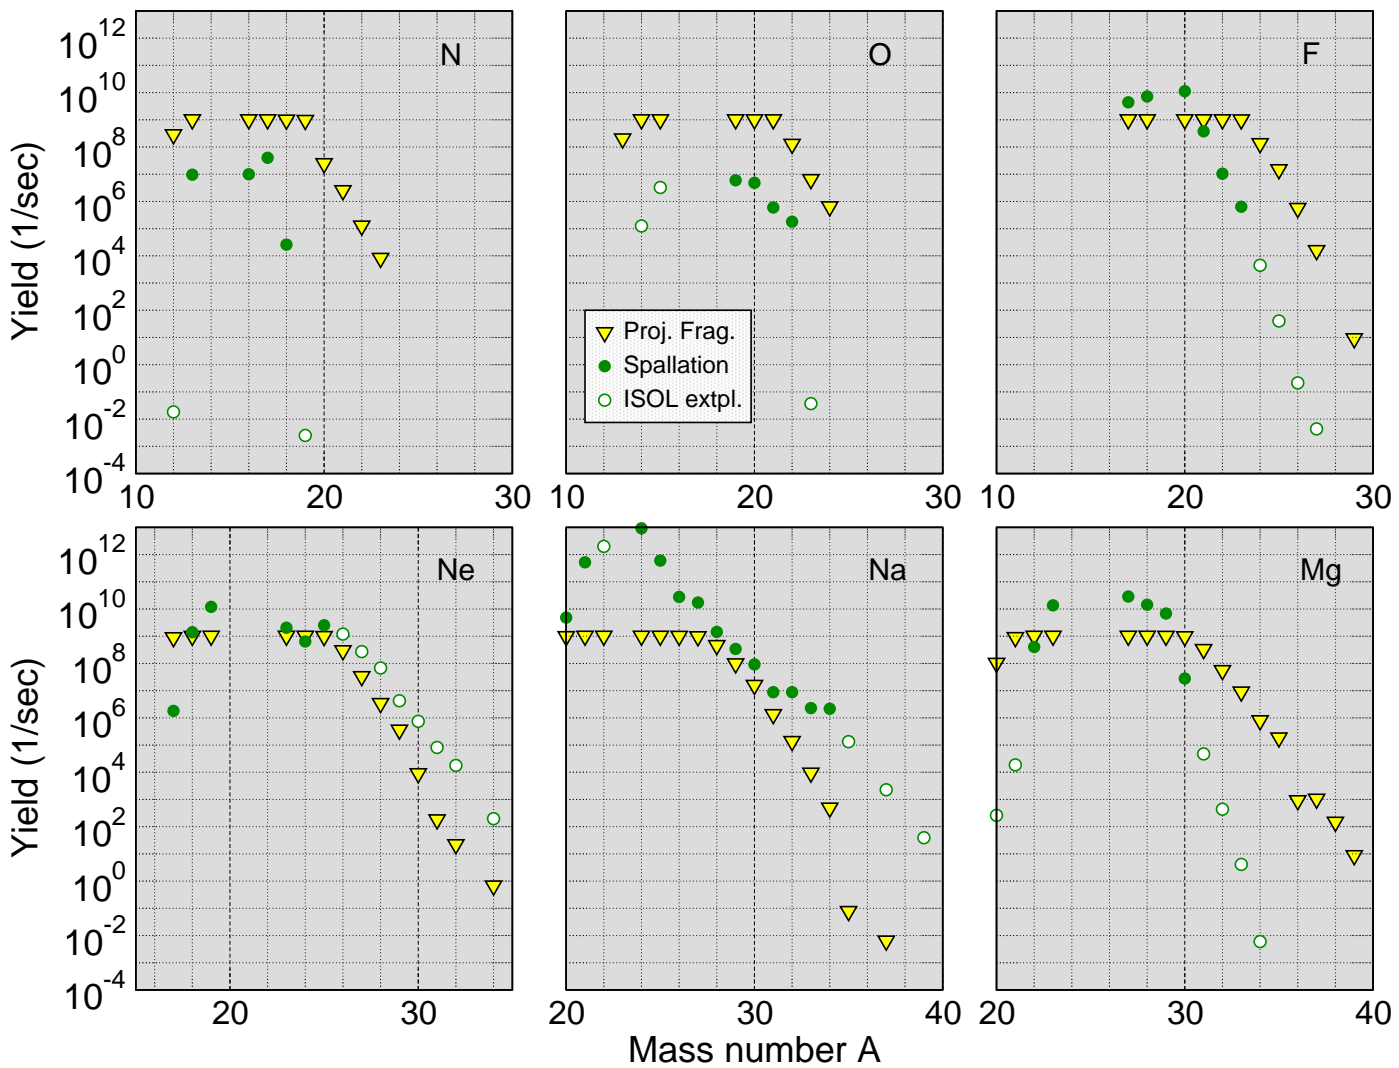 N
O
F
Yield (1/sec)
10^12
10^10
10^8
10^6
10^4
10^2
10^0
10^-2
10^-4
Proj. Frag.
Spallation
ISOL extpl.
10 20 30
10 20 30
10 20 30
Ne
Na
Mg
Yield (1/sec)
10^12
10^10
10^8
10^6
10^4
10^2
10^0
10^-2
10^-4
20 30
20 30 40
20 30 40
Mass number A